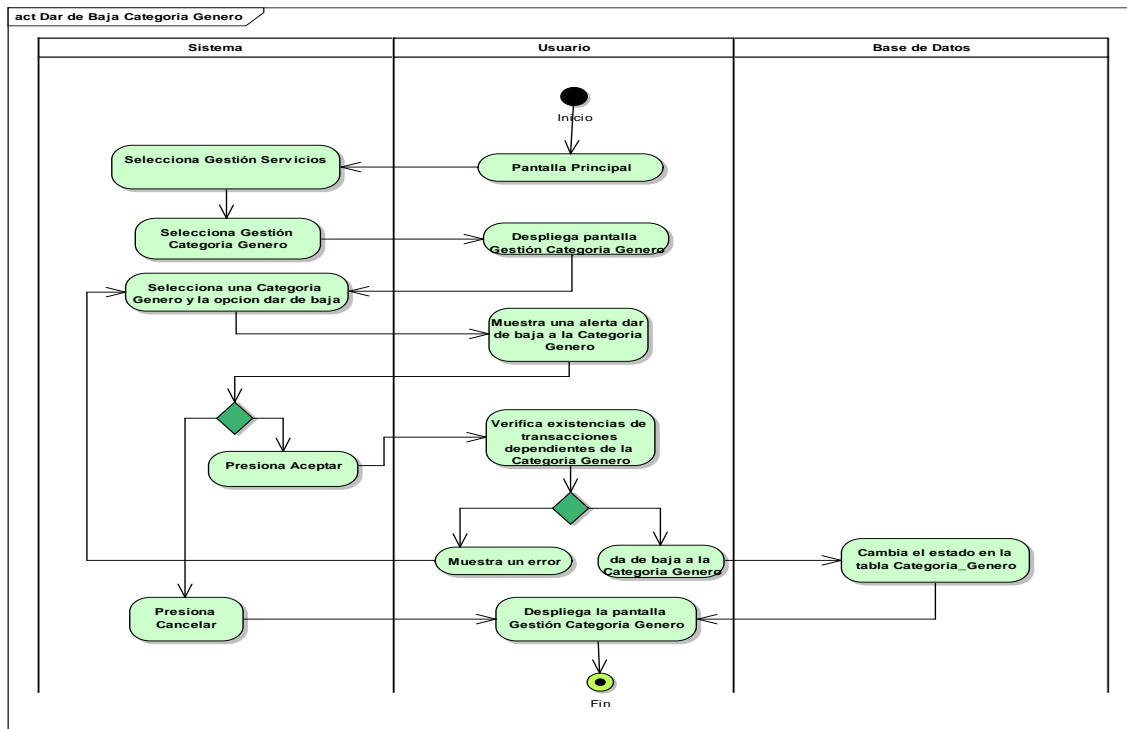 act Dar de Baja Categoria Genero
Sistema
Usuario
Base de Datos
Inicio
Pantalla Principal
Selecciona Gestión Servicios
Selecciona Gestión
Categoria Genero
Despliega pantalla
Gestión Categoria Genero
Selecciona una Categoria
Genero y la opcion dar de baja
Muestra una alerta dar
de baja a la Categoria
Genero
Presiona Aceptar
Verifica existencias de
transacciones
dependientes de la
Categoria Genero
Muestra un error
da de baja a la
Categoria Genero
Cambia el estado en la
tabla Categoria_Genero
Presiona
Cancelar
Despliega la pantalla
Gestión Categoria Genero
Fin